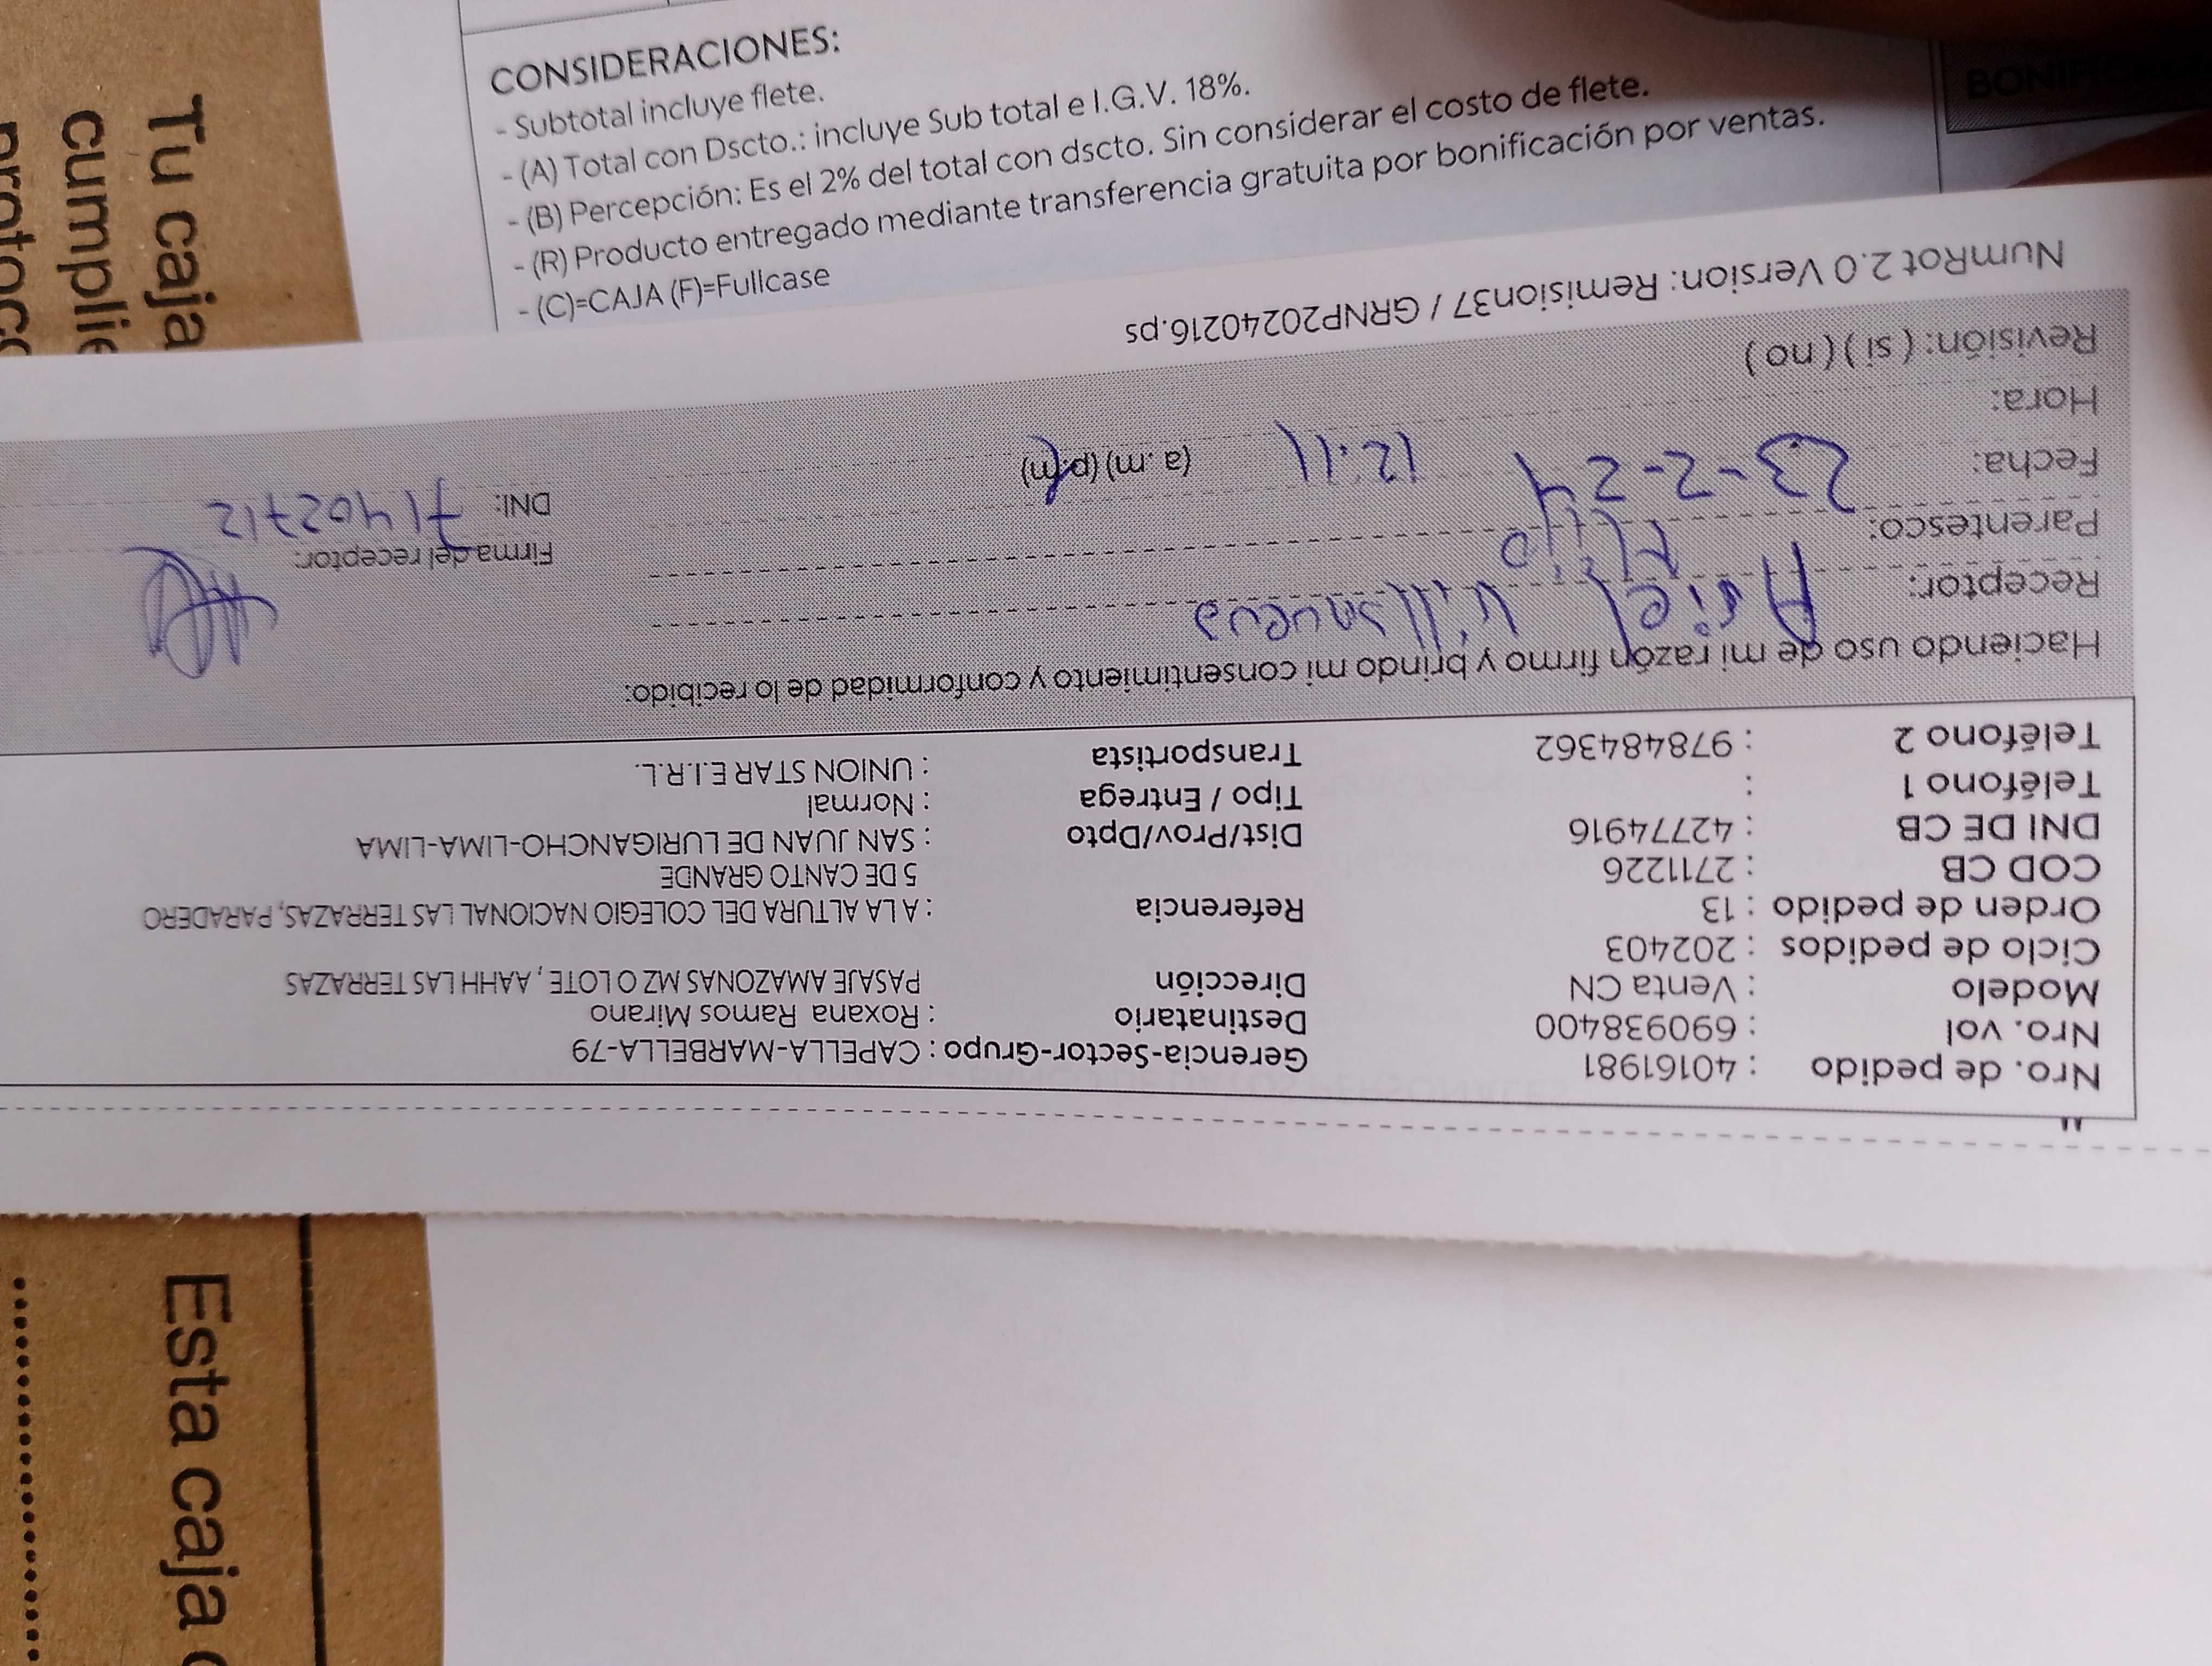 CONSIDERACIONES:
- Subtotal incluye flete.
- (A) Total con Dscto.: incluye Sub total e I.G.V. 18%.
- (B) Percepción: Es el 2% del total con dscto. Sin considerar el costo de flete.
- (R) Producto entregado mediante transferencia gratuita por bonificación por ventas.
- (C)=CAJA (F)=Fullcase
Nro. de pedido : 40161981 Gerencia-Sector-Grupo : CAPELLA-MARBELLA-79
Nro. vol : 690938400 Destinatario : Roxana Ramos Mirano
Modelo : Venta CN Dirección PASAJE AMAZONAS MZ O LOTE , AAHH LAS TERRAZAS
Ciclo de pedidos : 202403
Orden de pedido : 13 Referencia : A LA ALTURA DEL COLEGIO NACIONAL LAS TERRAZAS, PARADERO
COD CB : 2711226 5 DE CANTO GRANDE
DNI DE CB : 42774916 Dist/Prov/Dpto : SAN JUAN DE LURIGANCHO-LIMA-LIMA
Teléfono 1 : Tipo / Entrega : Normal
Teléfono 2 : 978484362 Transportista : UNION STAR E.I.R.L.
Haciendo uso de mi razón firmo y brindo mi consentimiento y conformidad de lo recibido:
Receptor: Ariel Villanueva
Parentesco: Hijo Firma del receptor:
Fecha: 23-2-24 DNI: 71402712
Hora: 12:11 (a. m) (p. m)
Revisión: ( si ) ( no )
NumRot 2.0 Version: Remision37 / GRNP20240216.ps
Tu caja
cumplie
Esta caja